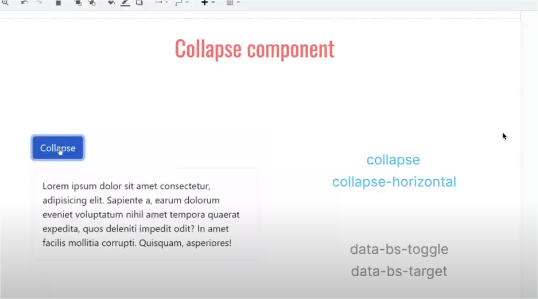 Collapse component
Collapse
Lorem ipsum dolor sit amet consectetur,
adipisicing elit. Sapiente a, earum dolorum
eveniet voluptatum nihil amet tempora quaerat
expedita, quos deleniti impedit odit? In amet
facilis mollitia corrupti. Quisquam, asperiores!
collapse
collapse-horizontal
data-bs-toggle
data-bs-target